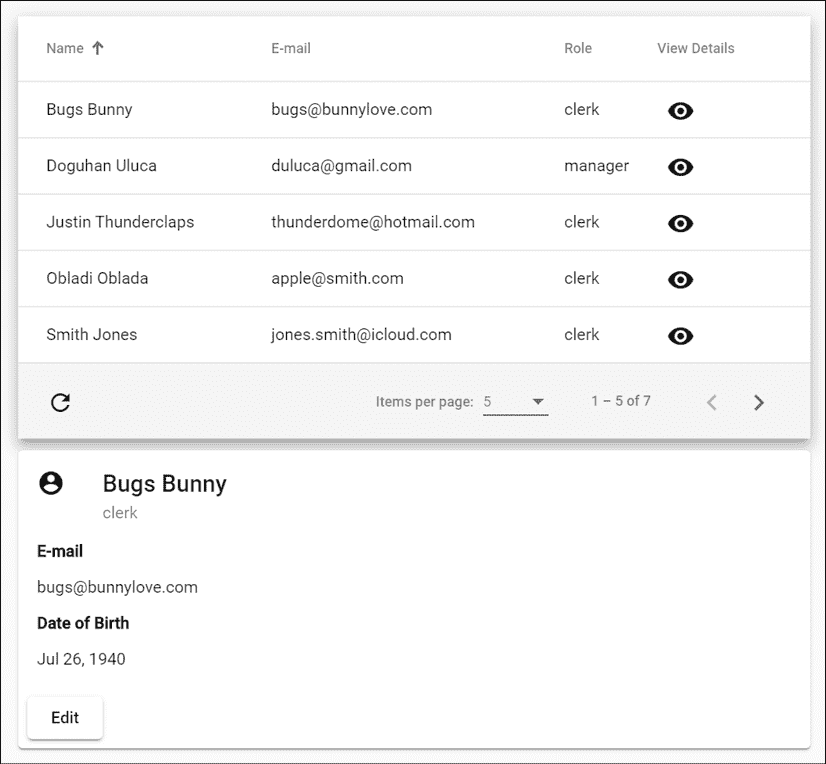 Name E-mail Role View Details
Bugs Bunny bugs@bunnylove.com clerk
Doguhan Uluca duluca@gmail.com manager
Justin Thunderclaps thunderdome@hotmail.com clerk
Obladi Oblada apple@smith.com clerk
Smith Jones jones.smith@icloud.com clerk
Items per page: 5 1 – 5 of 7
Bugs Bunny
clerk
E-mail
bugs@bunnylove.com
Date of Birth
Jul 26, 1940
Edit